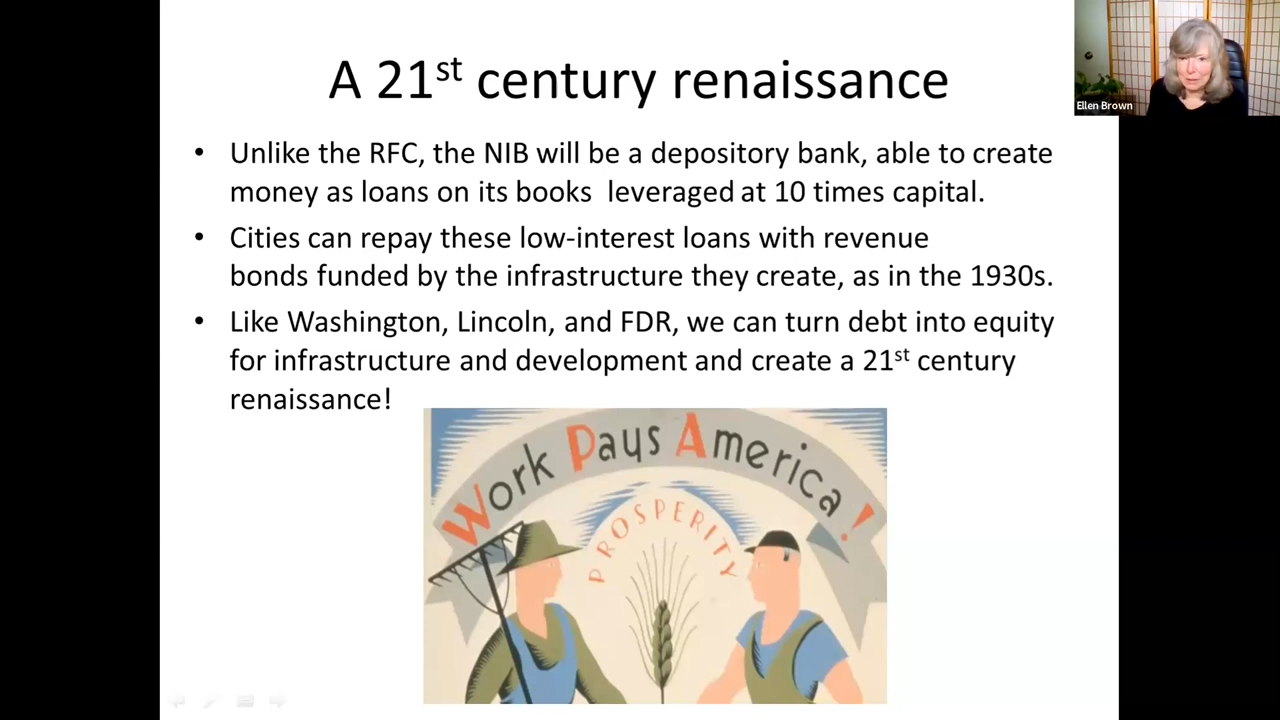 A 21st century renaissance
Ellen Brown
• Unlike the RFC, the NIB will be a depository bank, able to create
money as loans on its books  leveraged at 10 times capital.
• Cities can repay these low-interest loans with revenue
bonds funded by the infrastructure they create, as in the 1930s.
• Like Washington, Lincoln, and FDR, we can turn debt into equity
for infrastructure and development and create a 21st century
renaissance!
Work Pays America!
PROSPERITY